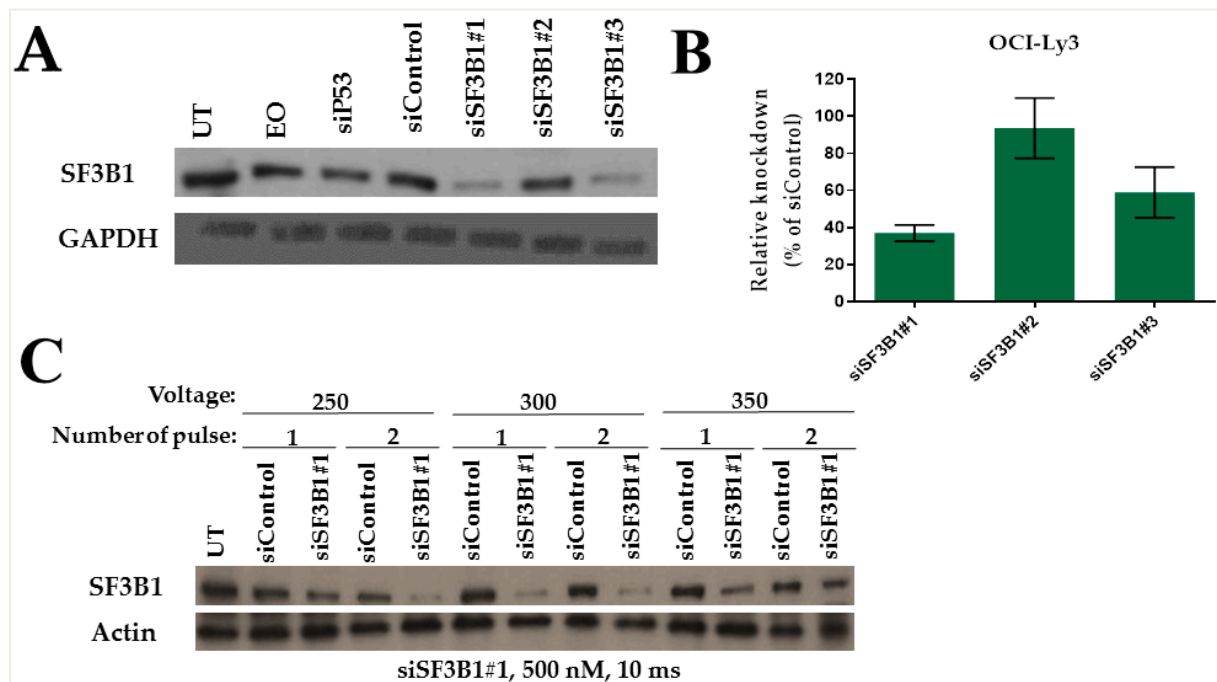 A
UT
EO
siP53
siControl
siSF3B1#1
siSF3B1#2
siSF3B1#3
SF3B1
GAPDH
B
OCI-Ly3
Relative knockdown
(% of siControl)
120
100
80
60
40
20
0
siSF3B1#1
siSF3B1#2
siSF3B1#3
C
Voltage: 250 300 350
Number of pulse: 1 2 1 2 1 2
UT
siControl
siSF3B1#1
siControl
siSF3B1#1
siControl
siSF3B1#1
siControl
siSF3B1#1
siControl
siSF3B1#1
siControl
siSF3B1#1
SF3B1
Actin
siSF3B1#1, 500 nM, 10 ms